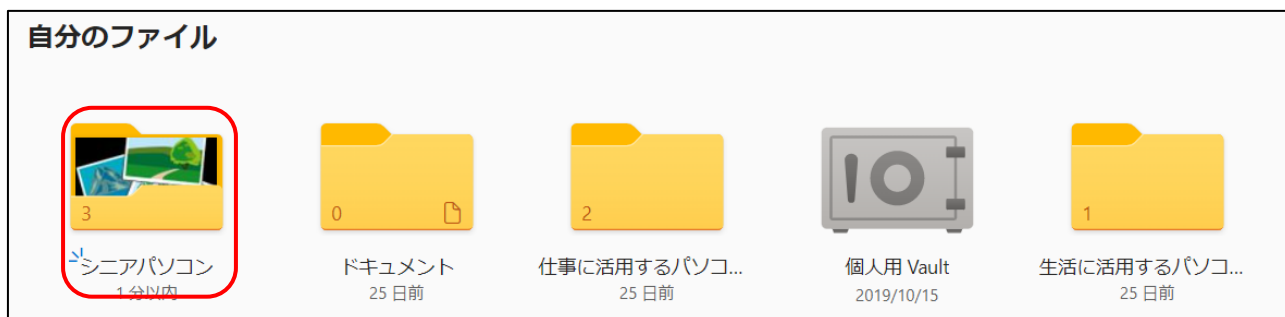 自分のファイル
3
0
2
1
シニアパソコン
ドキュメント
仕事に活用するパソコ...
個人用 Vault
生活に活用するパソコ...
1 分以内
25 日前
25 日前
2019/10/15
25 日前